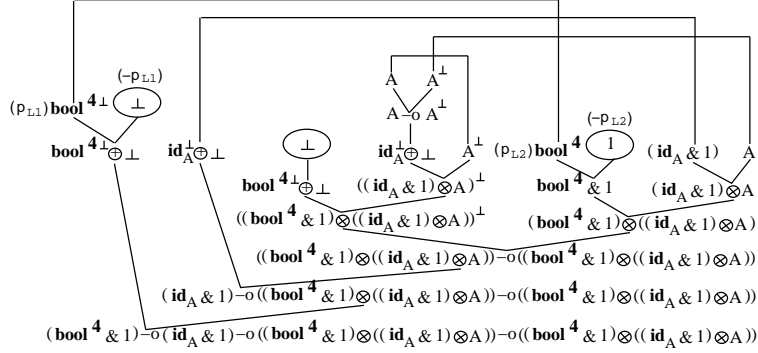 A A^⊥
(-p_L1)
(p_L1) bool^4⊥ ⊥
A −o A^⊥
(-p_L2)
(p_L2) bool^4 1 (id_A & 1) A
bool^4⊥ ⊕ ⊥ id_A^⊥ ⊕ ⊥ ⊥ id_A^⊥ ⊕ ⊥ A^⊥
bool^4⊥ ⊕ ⊥ ((id_A & 1) ⊗ A)^⊥ bool^4 & 1 (id_A & 1) ⊗ A
((bool^4 & 1) ⊗ ((id_A & 1) ⊗ A))^⊥ (bool^4 & 1) ⊗ ((id_A & 1) ⊗ A)
((bool^4 & 1) ⊗ ((id_A & 1) ⊗ A)) −o ((bool^4 & 1) ⊗ ((id_A & 1) ⊗ A))
(id_A & 1) −o ((bool^4 & 1) ⊗ ((id_A & 1) ⊗ A)) −o ((bool^4 & 1) ⊗ ((id_A & 1) ⊗ A))
(bool^4 & 1) −o (id_A & 1) −o ((bool^4 & 1) ⊗ ((id_A & 1) ⊗ A)) −o ((bool^4 & 1) ⊗ ((id_A & 1) ⊗ A))